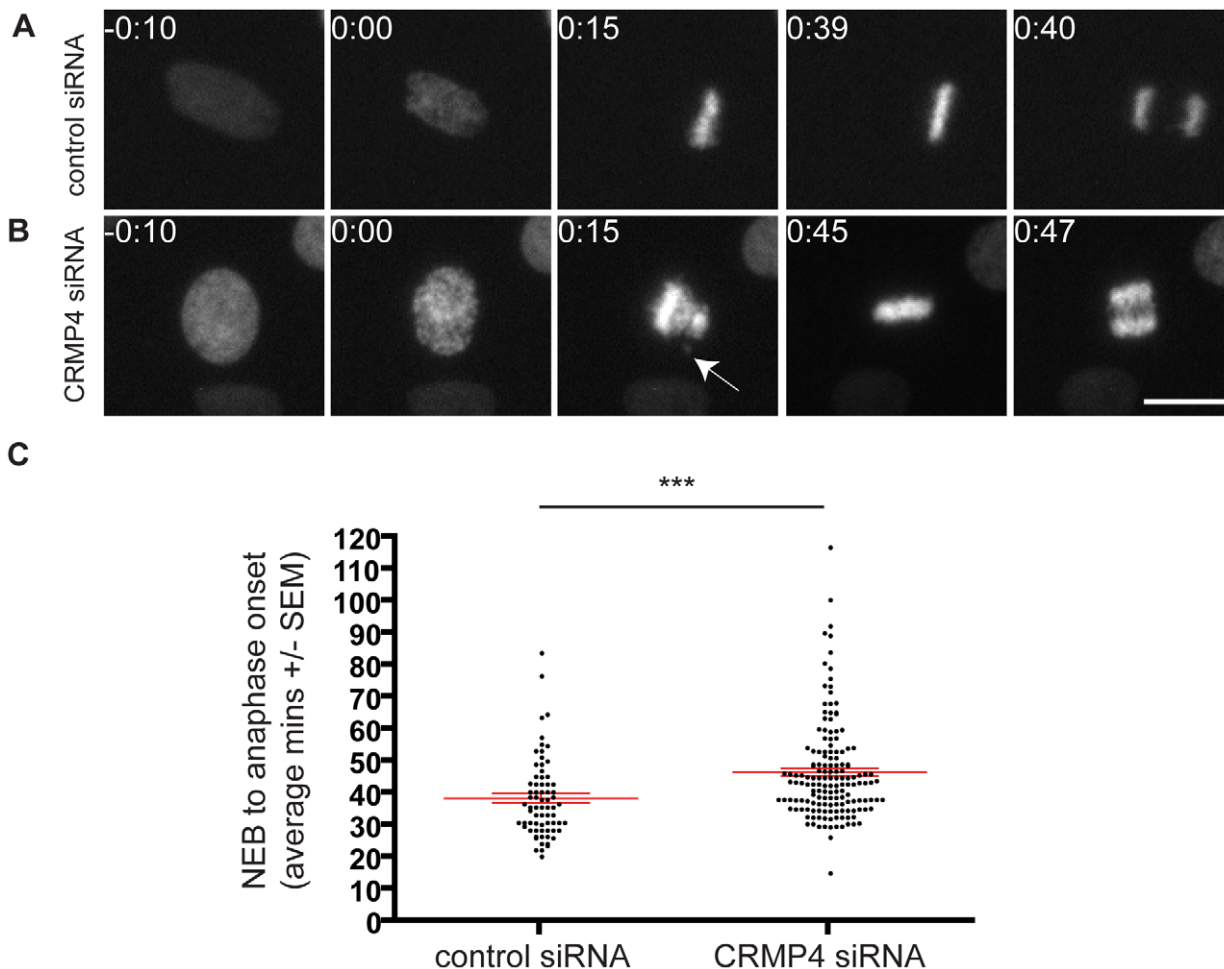 A
control siRNA
-0:10
0:00
0:15
0:39
0:40
B
CRMP4 siRNA
-0:10
0:00
0:15
0:45
0:47
C
***
NEB to anaphase onset
(average mins +/- SEM)
120
110
100
90
80
70
60
50
40
30
20
10
0
control siRNA
CRMP4 siRNA